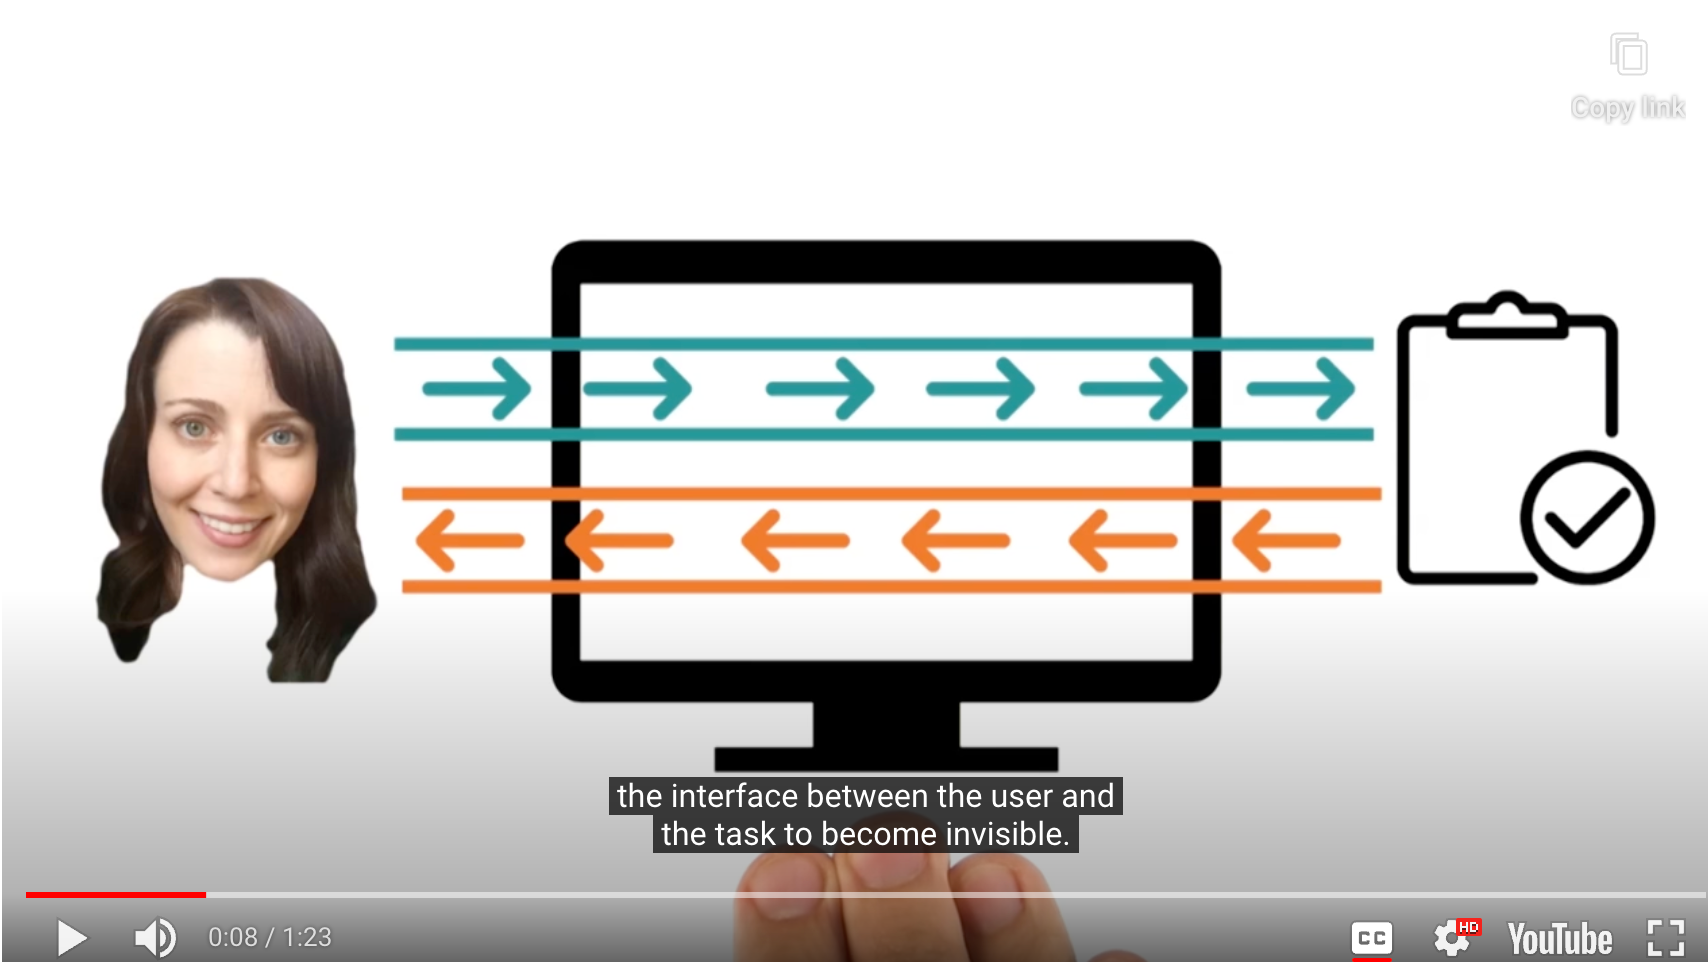 Copy link
the interface between the user and
the task to become invisible.
0:08 / 1:23
CC
HD
YouTube